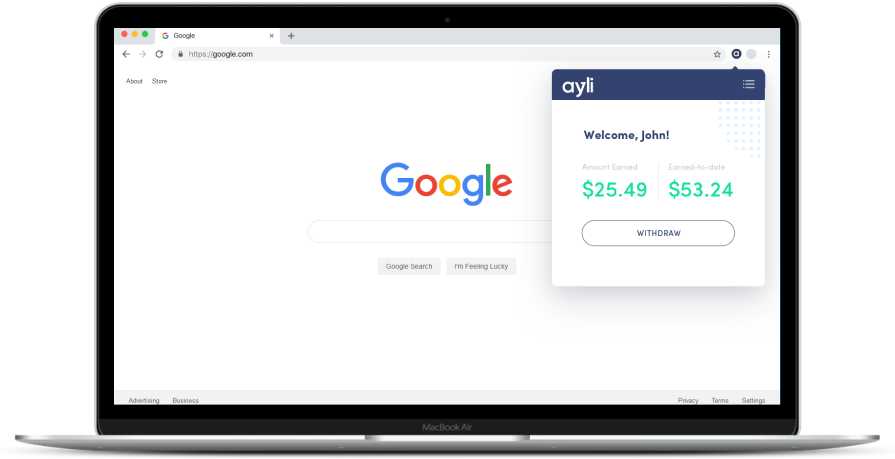 Google
https://google.com
About Store
ayli
Welcome, John!
Amount Earned
$25.49
Earned-to-date
$53.24
WITHDRAW
Google
Google Search
I'm Feeling Lucky
Advertising Business
Privacy Terms Settings
MacBook Air